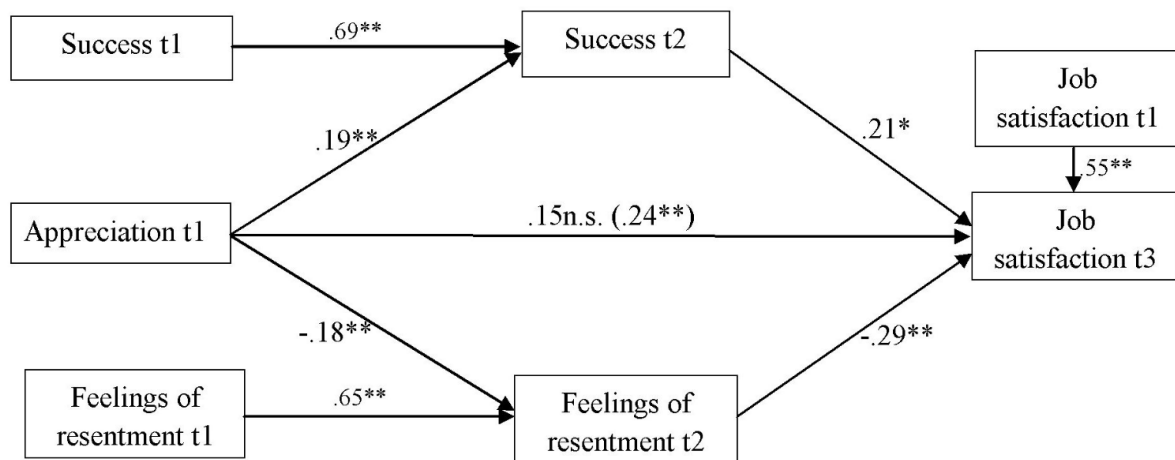 Success t1
.69**
Success t2
Job
satisfaction t1
.19**
.21*
.55**
Appreciation t1
.15n.s. (.24**)
Job
satisfaction t3
-.18**
-.29**
Feelings of
resentment t1
.65**
Feelings of
resentment t2